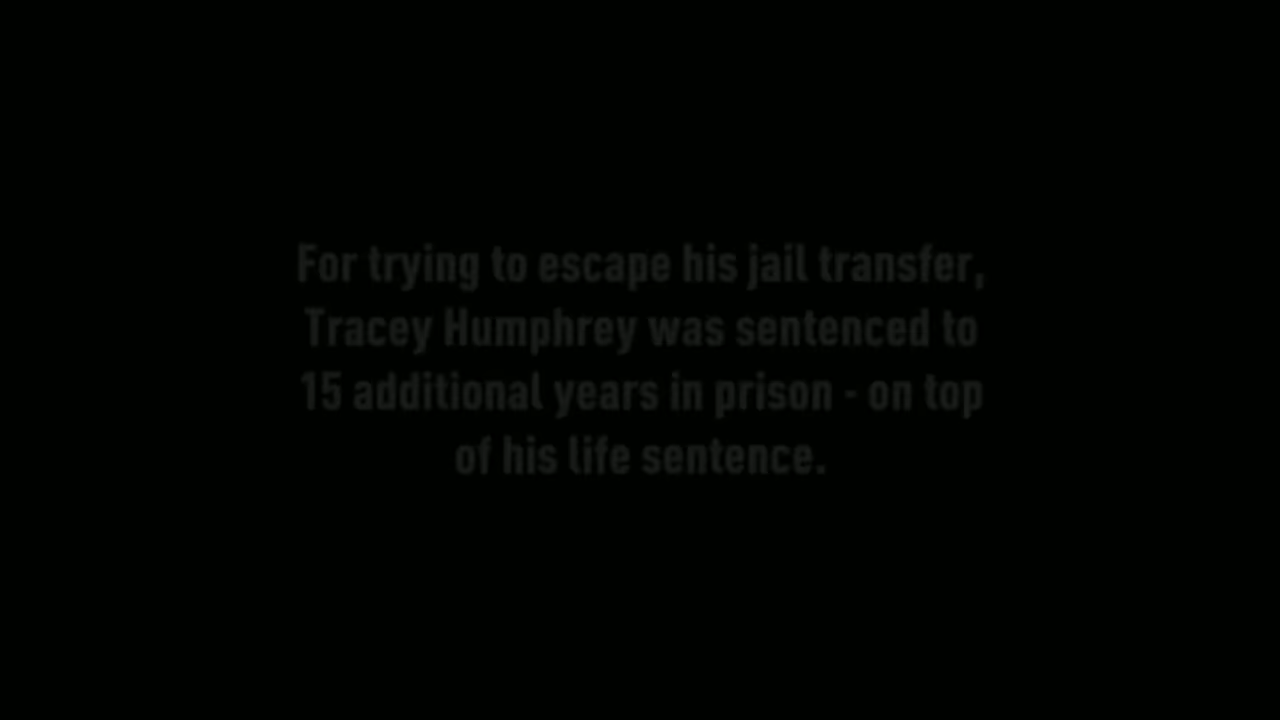 For trying to escape his jail transfer,
Tracey Humphrey was sentenced to
15 additional years in prison - on top
of his life sentence.